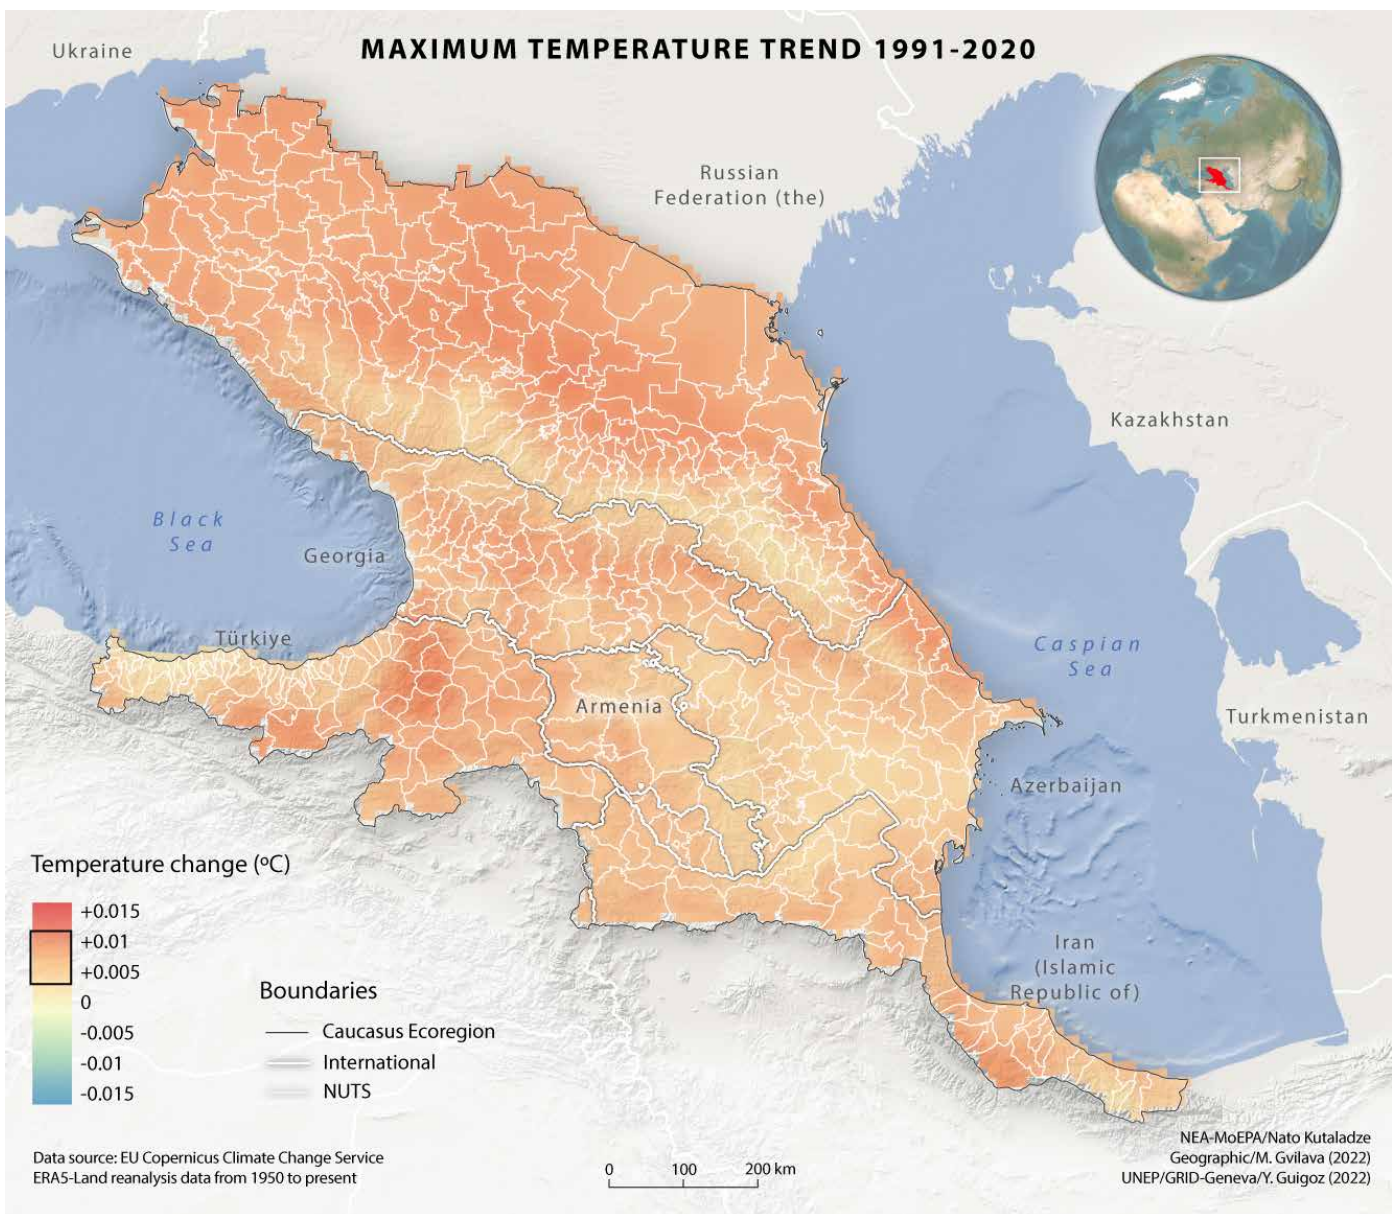 MAXIMUM TEMPERATURE TREND 1991-2020
Ukraine
Russian
Federation (the)
Kazakhstan
Black
Sea
Georgia
Türkiye
Caspian
Sea
Armenia
Turkmenistan
Azerbaijan
Iran
(Islamic
Republic of)
Temperature change (ºC)
+0.015
+0.01
+0.005
0
-0.005
-0.01
-0.015
Boundaries
Caucasus Ecoregion
International
NUTS
Data source: EU Copernicus Climate Change Service
ERA5-Land reanalysis data from 1950 to present
0 100 200 km
NEA-MoEPA/Nato Kutaladze
Geographic/M. Gvilava (2022)
UNEP/GRID-Geneva/Y. Guigoz (2022)